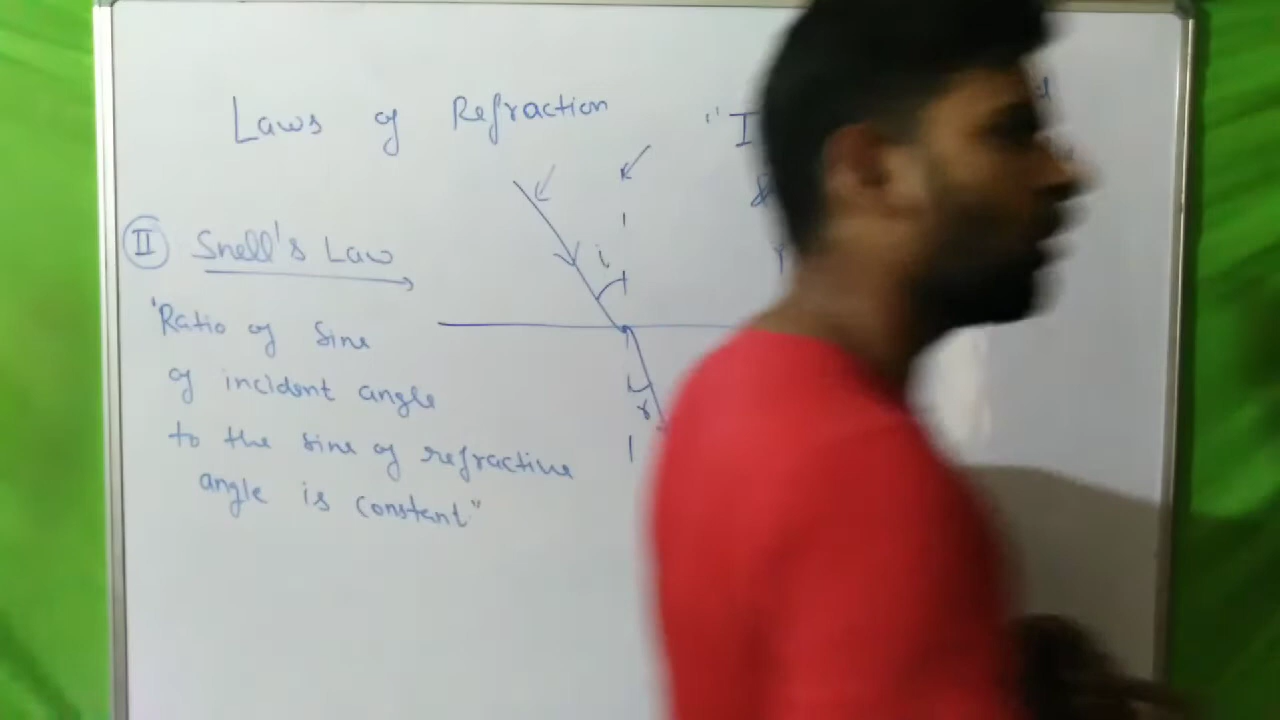 Laws of Refraction
"I
&
II Snell's Law
i
'Ratio of Sine
of incident angle
r
to the sine of refractive
angle is constant"